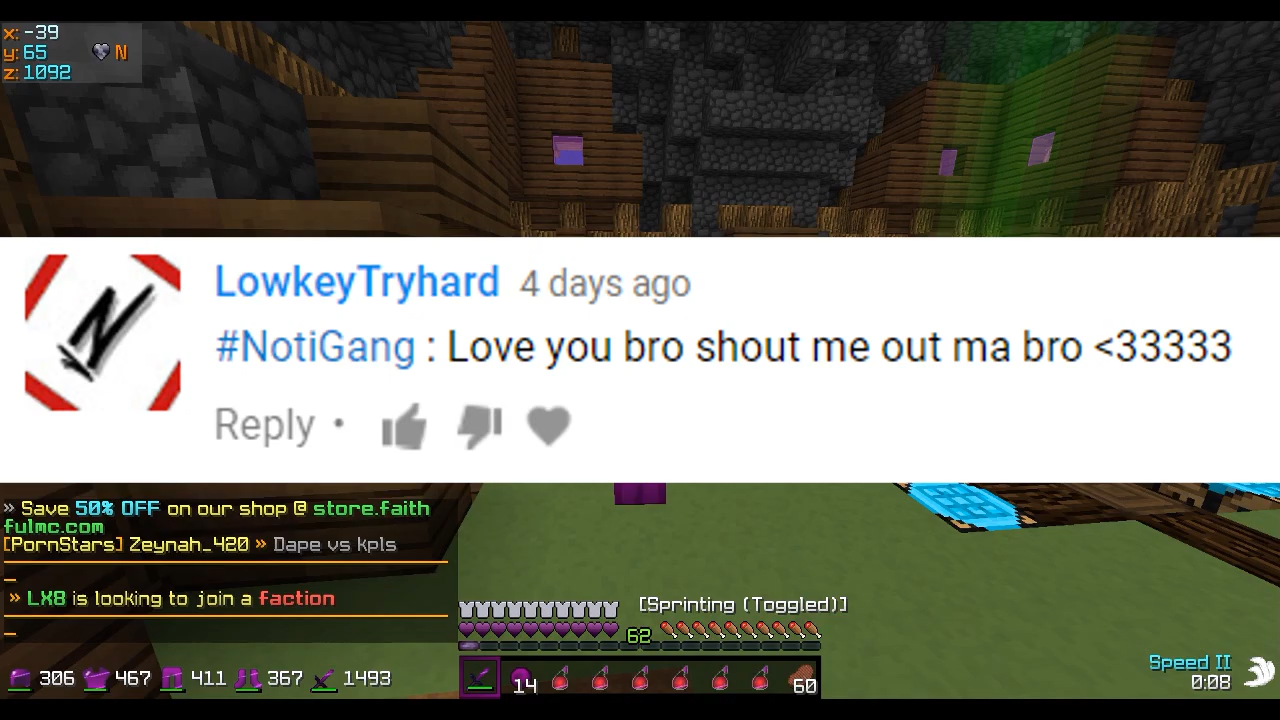 x: -39
y: 65 N
z: 1092
LowkeyTryhard 4 days ago
#NotiGang : Love you bro shout me out ma bro <33333
Reply •
» Save 50% OFF on our shop @ store.faith
fulmc.com
[PornStars] Zeynah_420 » Dape vs kpls
» LX8 is looking to join a faction
[Sprinting (Toggled)]
62
306 467 411 367 1493
14 60
Speed II
0:08